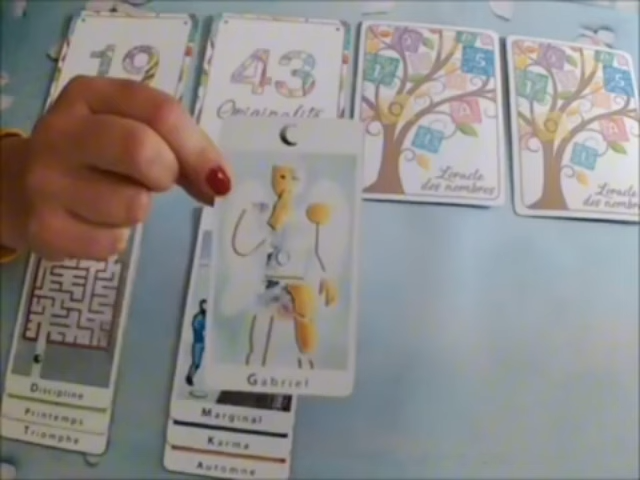 19
43
Originalité
L'oracle
des nombres
L'oracle
des nombres
Gabriel
Discipline
Printemps
Triomphe
Marginal
Karma
Automne